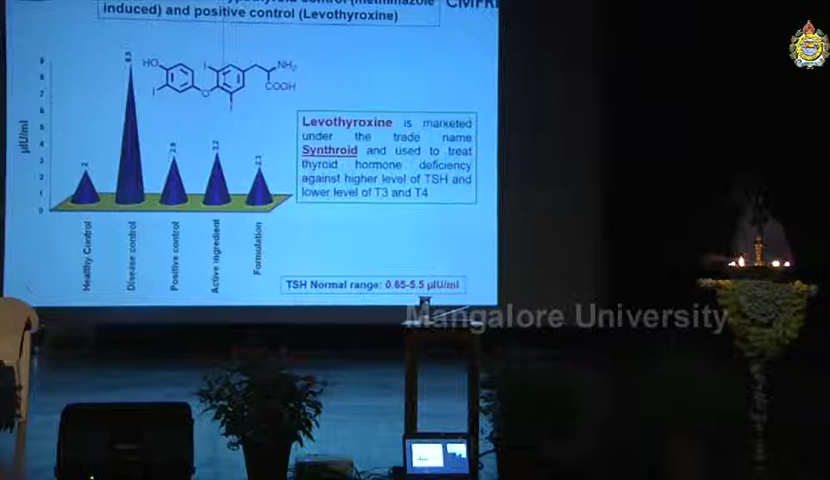 induced) and positive control (Levothyroxine)
CMFRI
µIU/ml
9
8
7
6
5
4
3
2
1
0
2
8.5
2.8
3.2
2.3
HO
I
O
I
I
NH2
COOH
Healthy Control
Disease control
Positive control
Active ingredient
Formulation
Levothyroxine is marketed
under the trade name
Synthroid and used to treat
thyroid hormone deficiency
against higher level of TSH and
lower level of T3 and T4
TSH Normal range: 0.65-5.5 µIU/ml
Mangalore University